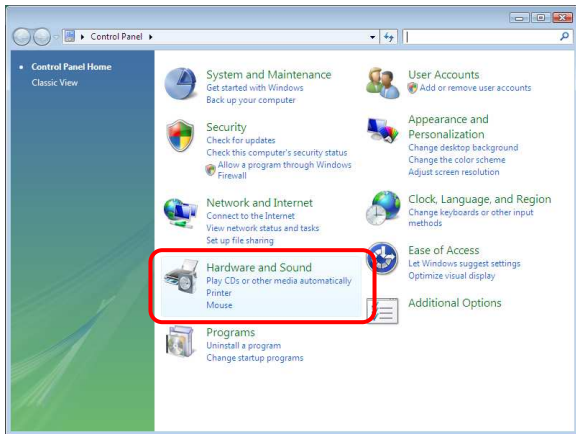 Control Panel
Control Panel Home
Classic View
System and Maintenance
Get started with Windows
Back up your computer
Security
Check for updates
Check this computer's security status
Allow a program through Windows
Firewall
Network and Internet
Connect to the Internet
View network status and tasks
Set up file sharing
Hardware and Sound
Play CDs or other media automatically
Printer
Mouse
Programs
Uninstall a program
Change startup programs
User Accounts
Add or remove user accounts
Appearance and
Personalization
Change desktop background
Change the color scheme
Adjust screen resolution
Clock, Language, and Region
Change keyboards or other input
methods
Ease of Access
Let Windows suggest settings
Optimize visual display
Additional Options